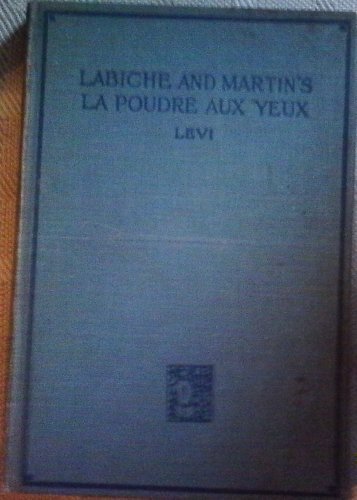 LABICHE AND MARTIN'S
LA POUDRE AUX YEUX
LEVI